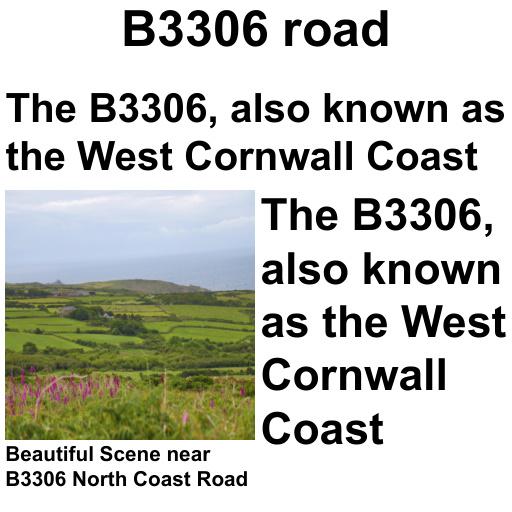 B3306 road
The B3306, also known as
the West Cornwall Coast
The B3306,
also known
as the West
Cornwall
Coast
Beautiful Scene near
B3306 North Coast Road